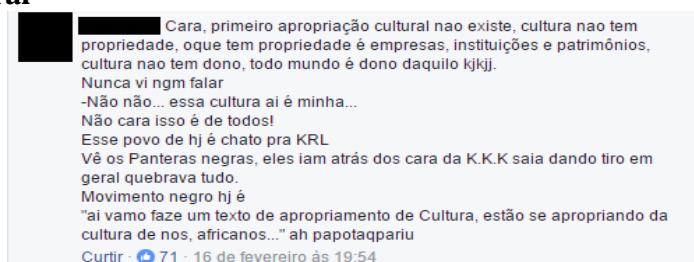 Cara, primeiro apropriação cultural nao existe, cultura nao tem
propriedade, oque tem propriedade é empresas, instituições e patrimônios,
cultura nao tem dono, todo mundo é dono daquilo kjkjj.
Nunca vi ngm falar
-Não não... essa cultura ai é minha...
Não cara isso é de todos!
Esse povo de hj é chato pra KRL
Vê os Panteras negras, eles iam atrás dos cara da K.K.K saia dando tiro em
geral quebrava tudo.
Movimento negro hj é
"ai vamo faze um texto de apropriamento de Cultura, estão se apropriando da
cultura de nos, africanos..." ah papotaqpariu
Curtir · 71 · 16 de fevereiro às 19:54